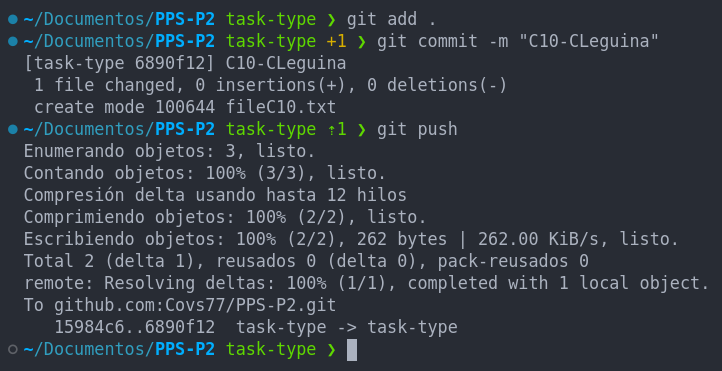 ~/Documentos/PPS-P2 task-type ❯ git add .
~/Documentos/PPS-P2 task-type +1 ❯ git commit -m "C10-CLeguina"
[task-type 6890f12] C10-CLeguina
 1 file changed, 0 insertions(+), 0 deletions(-)
 create mode 100644 fileC10.txt
~/Documentos/PPS-P2 task-type ⇡1 ❯ git push
Enumerando objetos: 3, listo.
Contando objetos: 100% (3/3), listo.
Compresión delta usando hasta 12 hilos
Comprimiendo objetos: 100% (2/2), listo.
Escribiendo objetos: 100% (2/2), 262 bytes | 262.00 KiB/s, listo.
Total 2 (delta 1), reusados 0 (delta 0), pack-reusados 0
remote: Resolving deltas: 100% (1/1), completed with 1 local object.
To github.com:Covs77/PPS-P2.git
   15984c6..6890f12  task-type -> task-type
~/Documentos/PPS-P2 task-type ❯